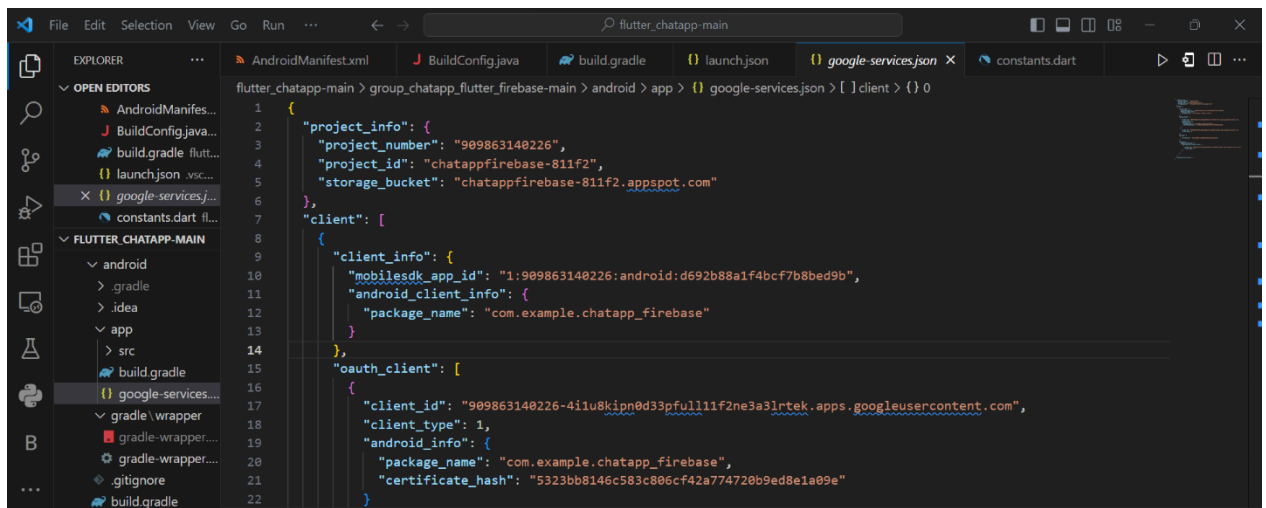 File Edit Selection View Go Run ··· flutter_chatapp-main
EXPLORER ···
OPEN EDITORS
AndroidManifes...
BuildConfig.java...
build.gradle flutt...
launch.json .vsc...
google-services.j...
constants.dart fl...
FLUTTER_CHATAPP-MAIN
android
.gradle
.idea
app
src
build.gradle
google-services....
gradle\wrapper
gradle-wrapper....
gradle-wrapper....
.gitignore
build.gradle
AndroidManifest.xml BuildConfig.java build.gradle launch.json google-services.json constants.dart
flutter_chatapp-main > group_chatapp_flutter_firebase-main > android > app > {} google-services.json > [ ] client > {} 0
1 {
2 "project_info": {
3 "project_number": "909863140226",
4 "project_id": "chatappfirebase-811f2",
5 "storage_bucket": "chatappfirebase-811f2.appspot.com"
6 },
7 "client": [
8 {
9 "client_info": {
10 "mobilesdk_app_id": "1:909863140226:android:d692b88a1f4bcf7b8bed9b",
11 "android_client_info": {
12 "package_name": "com.example.chatapp_firebase"
13 }
14 },
15 "oauth_client": [
16 {
17 "client_id": "909863140226-4i1u8kipn0d33pfull11f2ne3a3lrtek.apps.googleusercontent.com",
18 "client_type": 1,
19 "android_info": {
20 "package_name": "com.example.chatapp_firebase",
21 "certificate_hash": "5323bb8146c583c806cf42a774720b9ed8e1a09e"
22 }